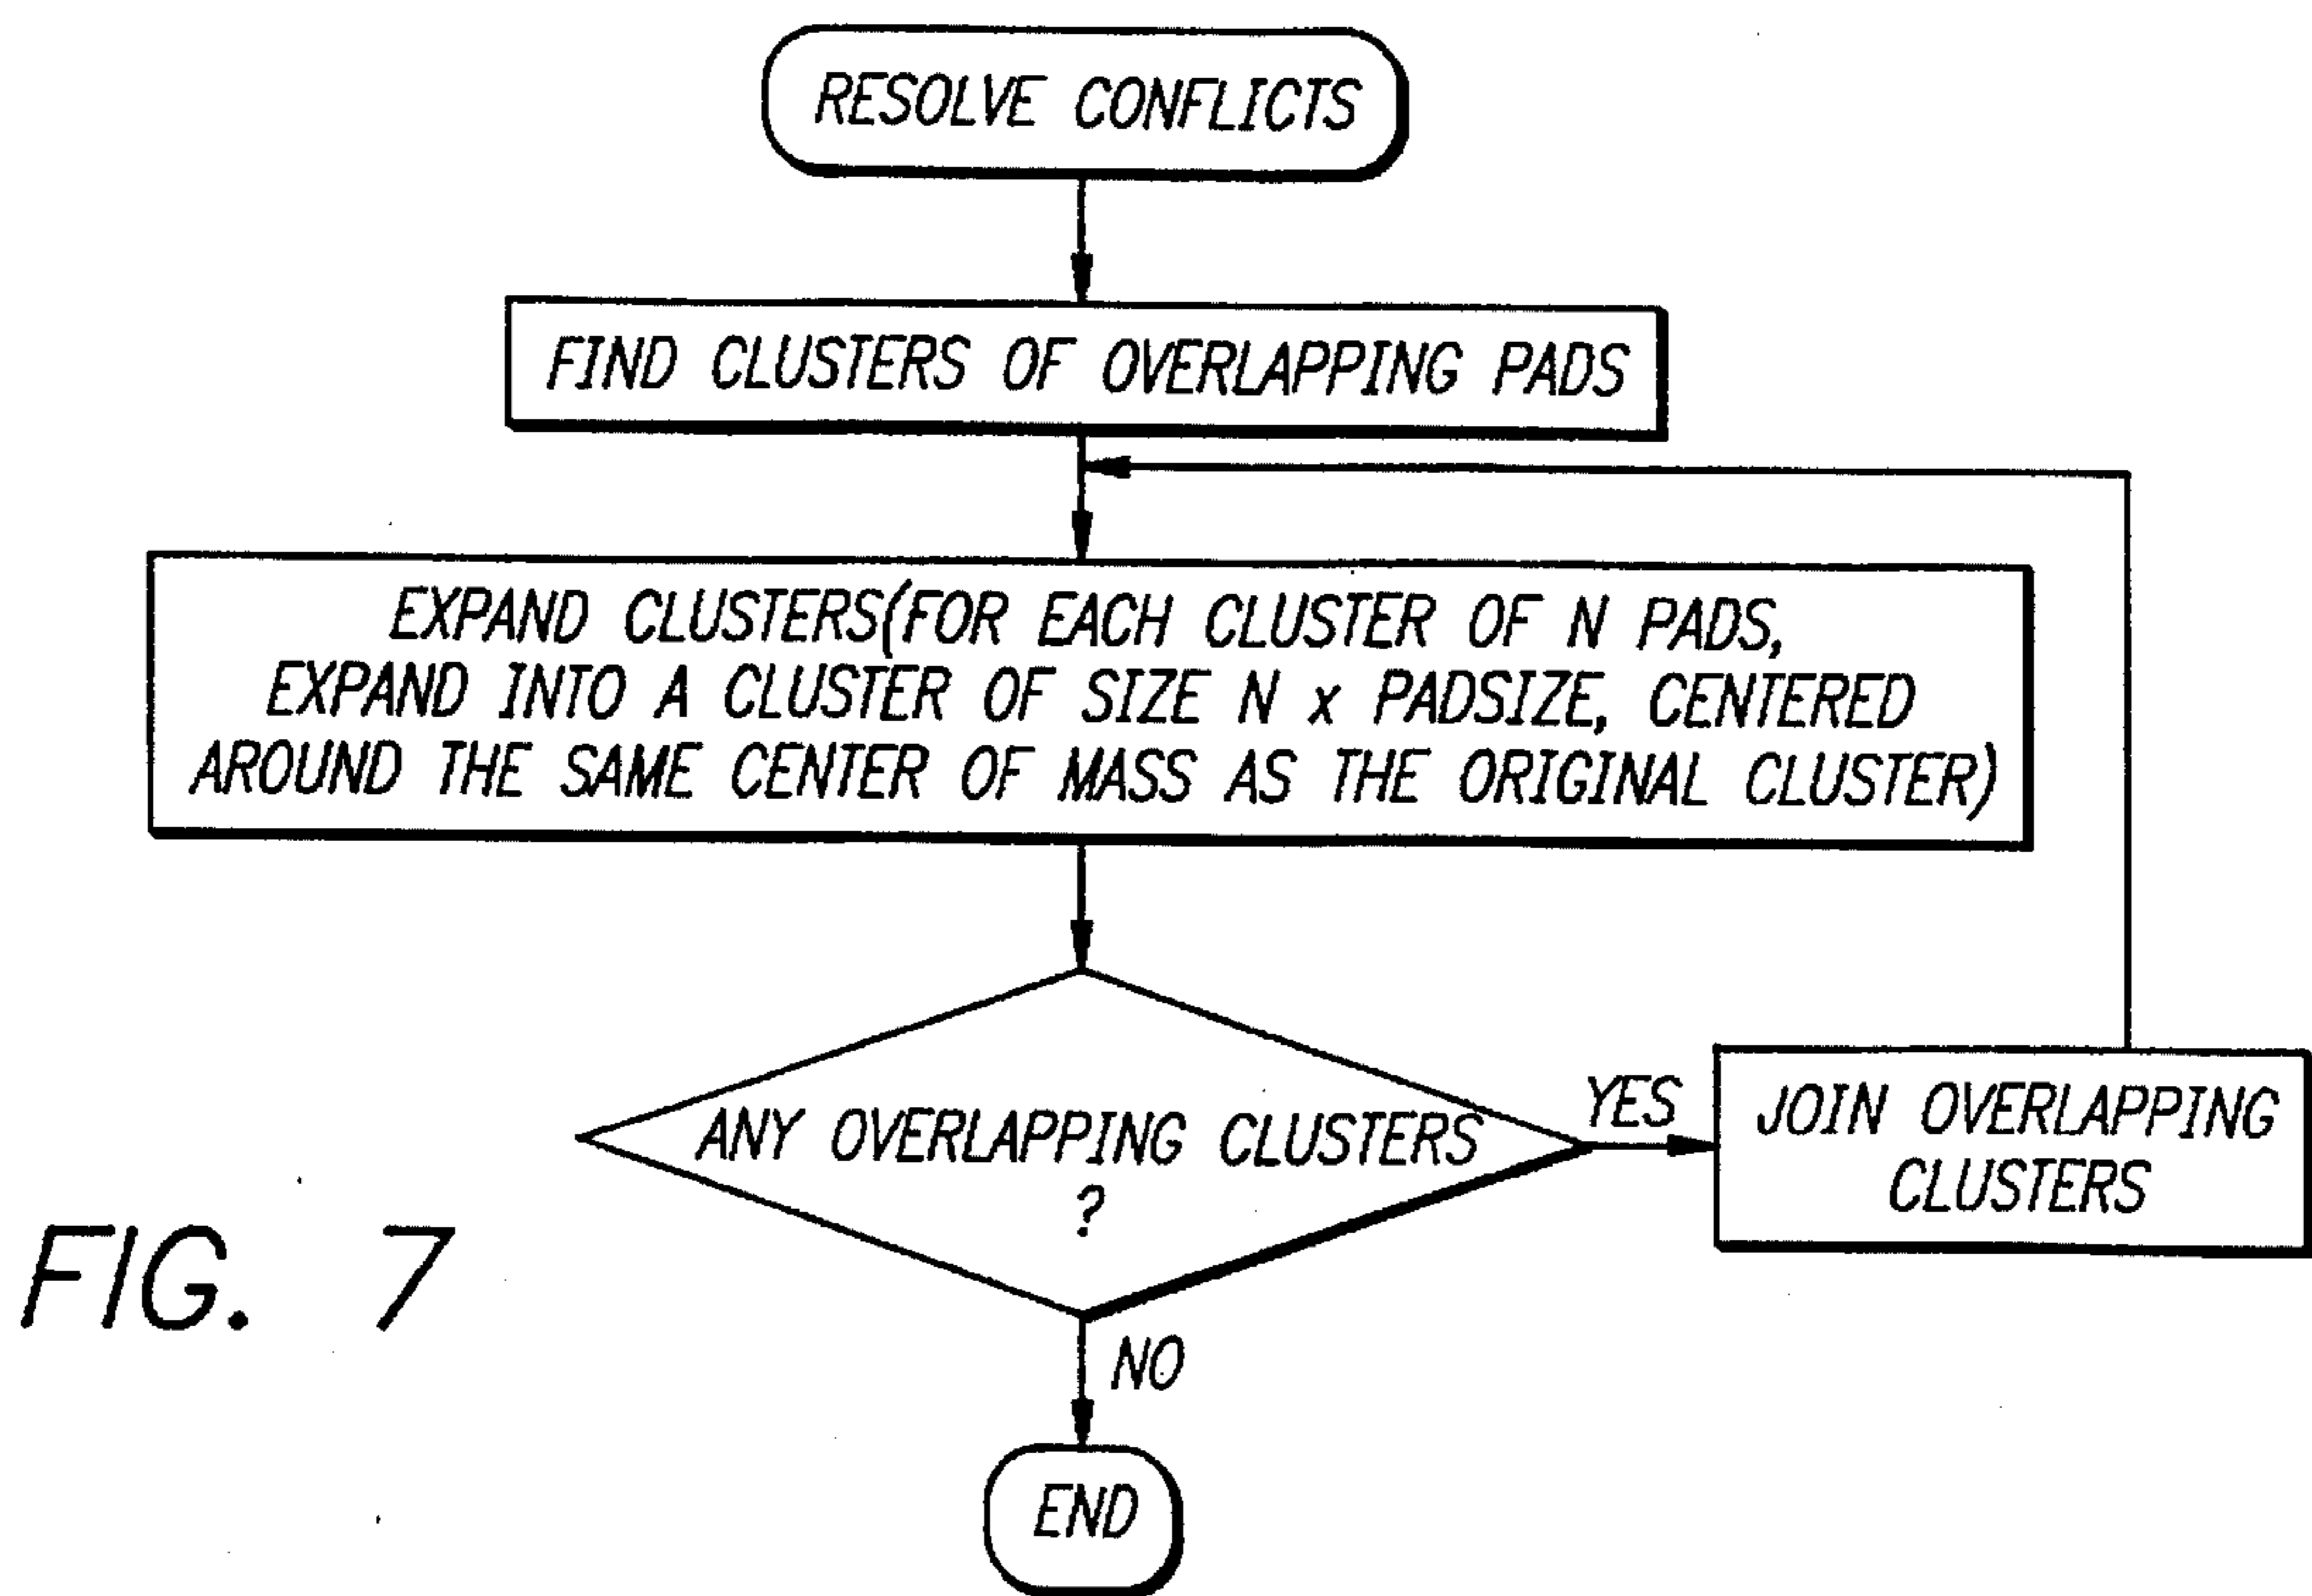 RESOLVE CONFLICTS
FIND CLUSTERS OF OVERLAPPING PADS
EXPAND CLUSTERS(FOR EACH CLUSTER OF N PADS,
EXPAND INTO A CLUSTER OF SIZE N x PADSIZE, CENTERED
AROUND THE SAME CENTER OF MASS AS THE ORIGINAL CLUSTER)
ANY OVERLAPPING CLUSTERS
?
YES
JOIN OVERLAPPING
CLUSTERS
NO
END
FIG. 7